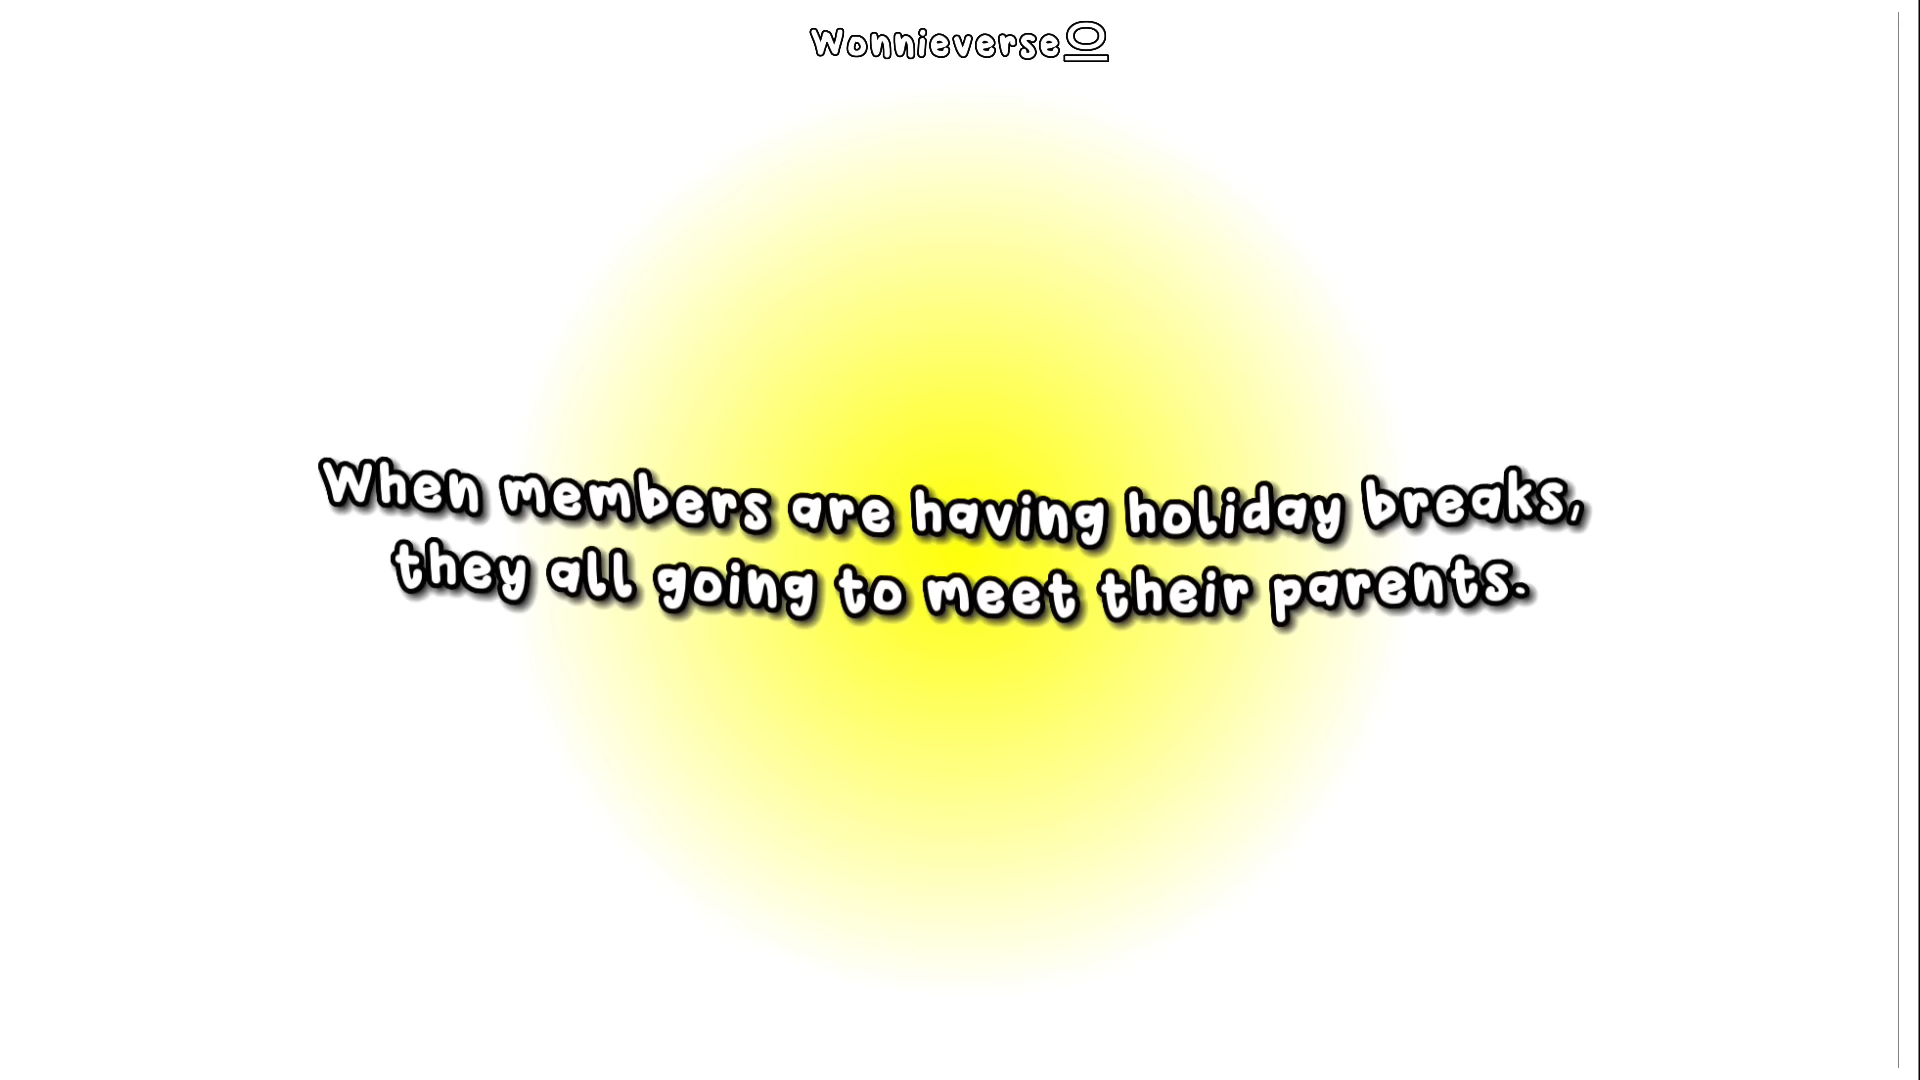 Wonnieverse
When members are having holiday breaks,
they all going to meet their parents.